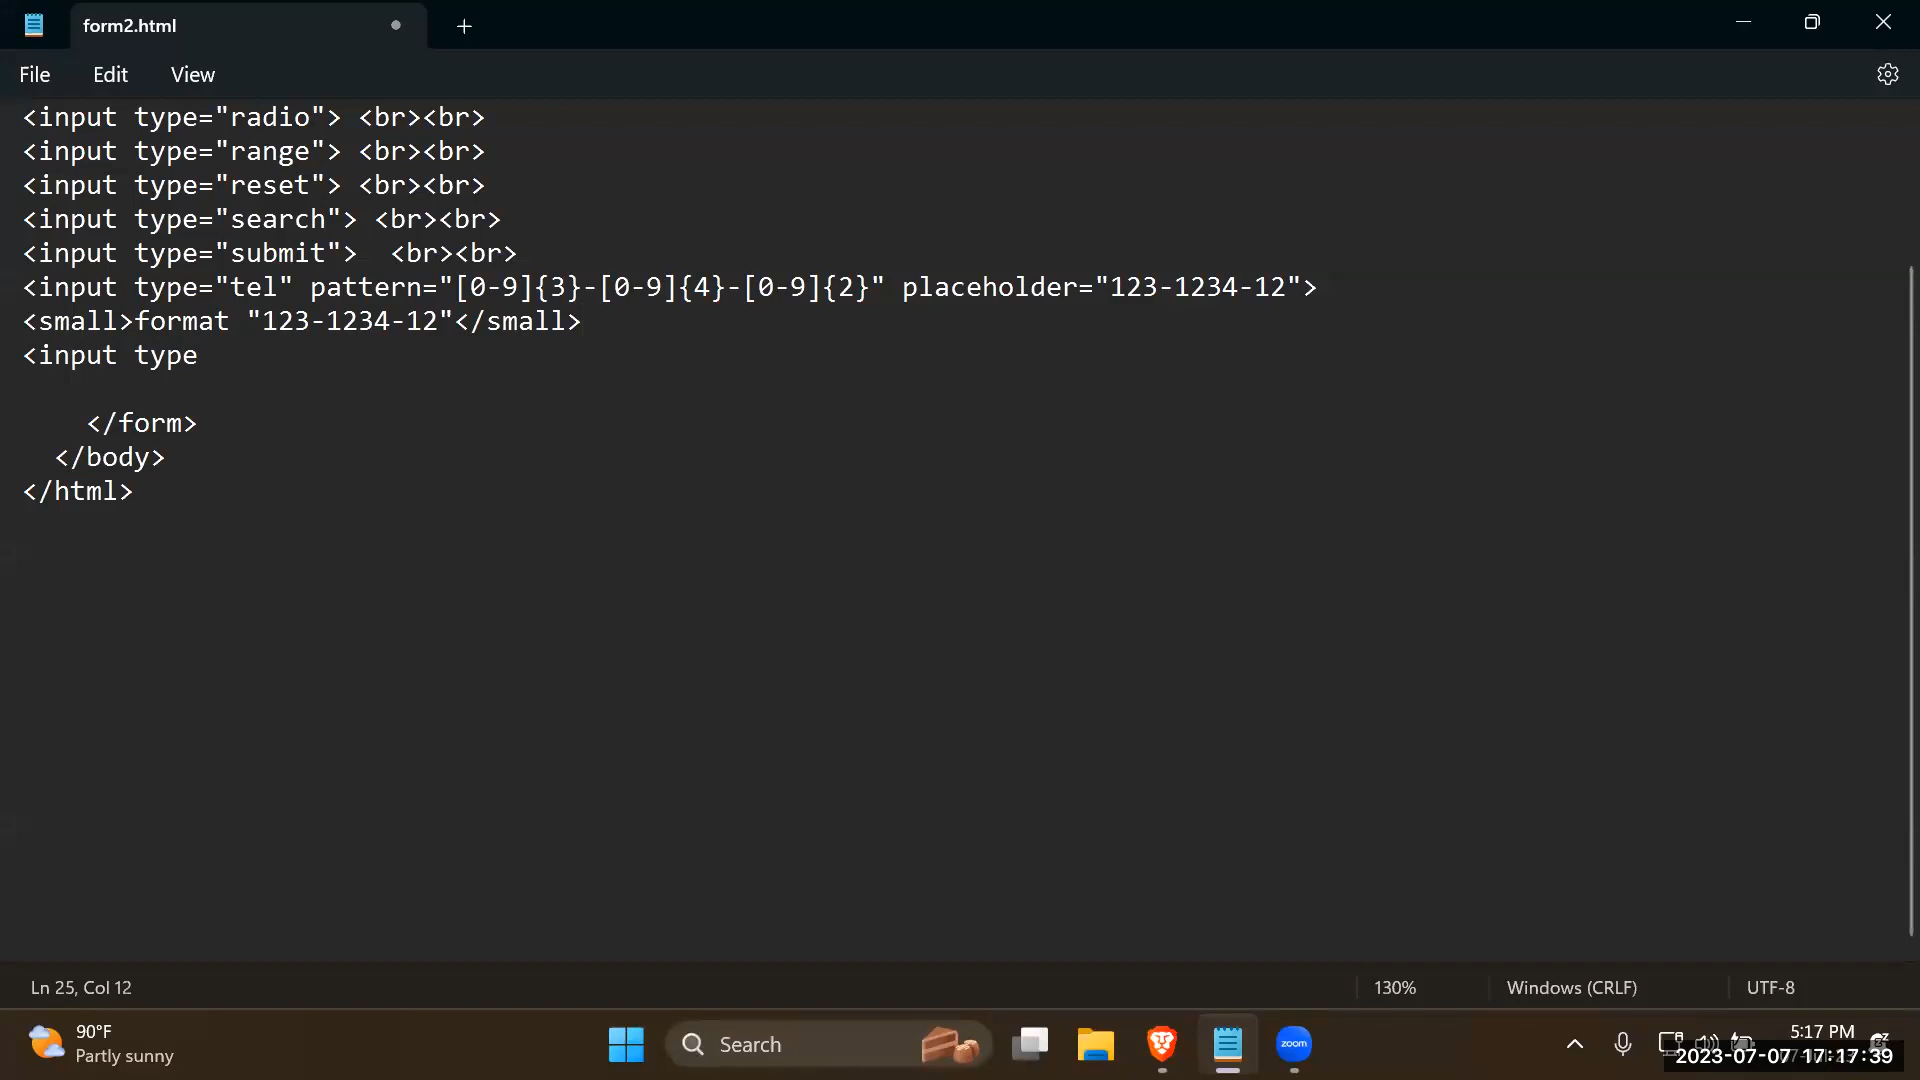 form2.html
File Edit View
<input type="radio"> <br><br>
<input type="range"> <br><br>
<input type="reset"> <br><br>
<input type="search"> <br><br>
<input type="submit">  <br><br>
<input type="tel" pattern="[0-9]{3}-[0-9]{4}-[0-9]{2}" placeholder="123-1234-12">
<small>format "123-1234-12"</small>
<input type
</form>
</body>
</html>
Ln 25, Col 12 130% Windows (CRLF) UTF-8
90°F
Partly sunny
Search
zoom
5:17 PM
2023-07-07 17:17:39